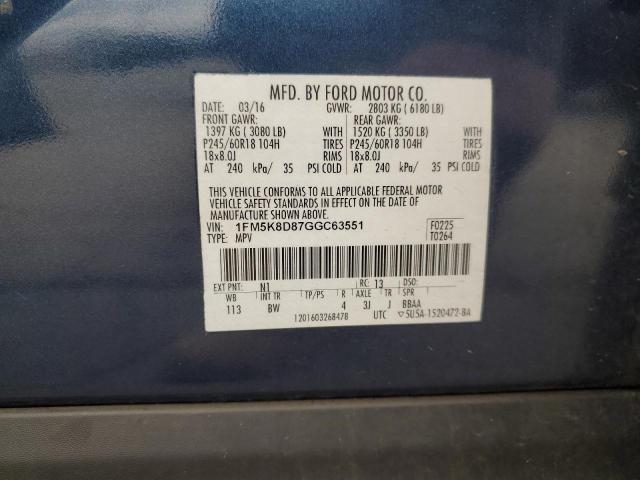 MFD. BY FORD MOTOR CO.
DATE: 03/16 GVWR: 2803 KG ( 6180 LB)
FRONT GAWR: REAR GAWR:
1397 KG ( 3080 LB) WITH 1520 KG ( 3350 LB) WITH
P245/60R18 104H TIRES P245/60R18 104H TIRES
18x8.0J RIMS 18x8.0J RIMS
AT 240 kPa/ 35 PSI COLD AT 240 kPa/ 35 PSI COLD
THIS VEHICLE CONFORMS TO ALL APPLICABLE FEDERAL MOTOR
VEHICLE SAFETY STANDARDS IN EFFECT ON THE DATE OF
MANUFACTURE SHOWN ABOVE.
VIN: 1FM5K8D87GGC63551 F0225
TYPE: MPV T0264
EXT PNT: N1 RC: 13 DSO:
WB INT TR TP/PS R AXLE TR SPR
113 BW 4 3J J BBAA
1201603268478 UTC ▽5U5A-1520472-BA